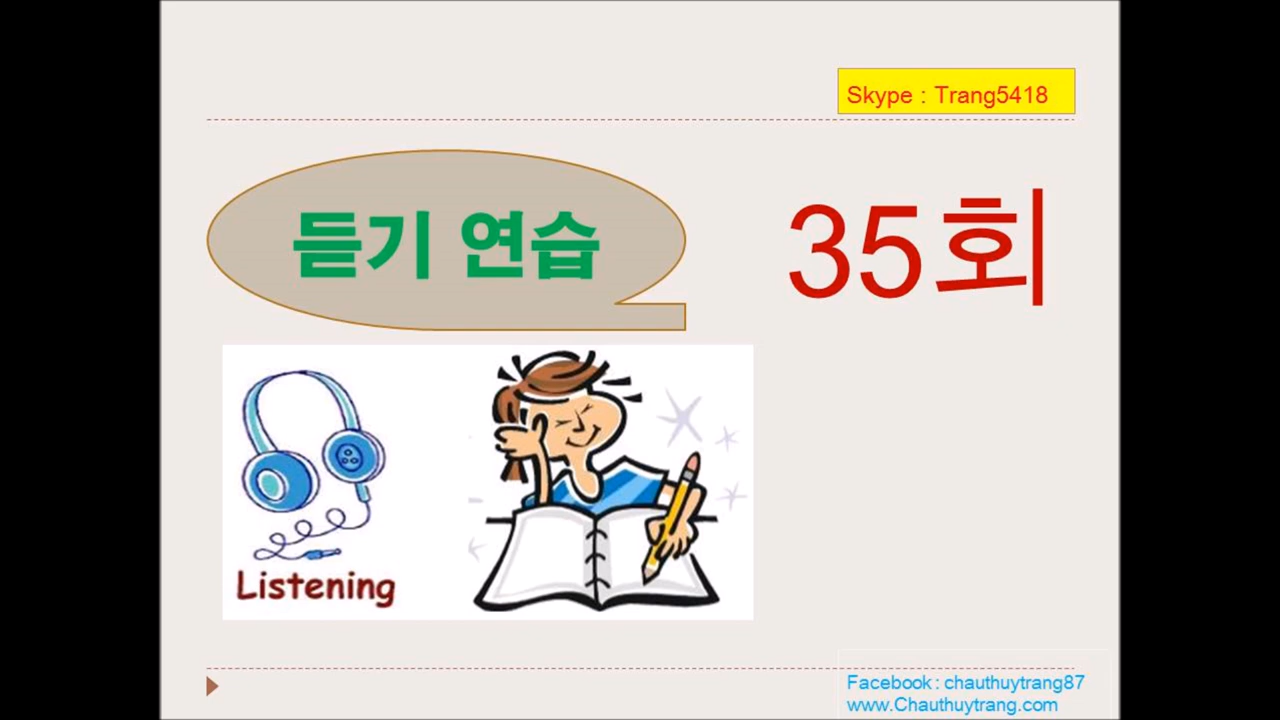 Skype : Trang5418
듣기 연습
35회
Listening
Facebook : chauthuytrang87
www.Chauthuytrang.com